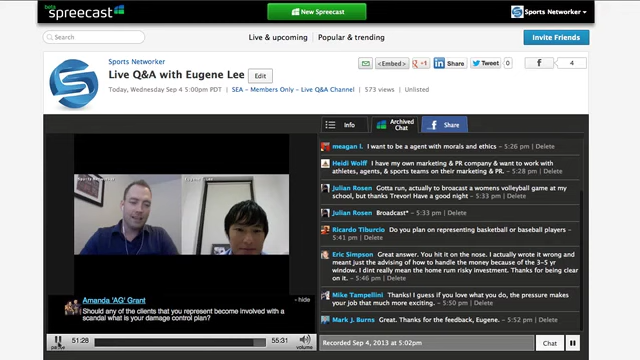 beta
spreecast
New Spreecast
Sports Networker
Search
Live & upcoming
Popular & trending
Invite Friends
Sports Networker
Live Q&A with Eugene Lee
Edit
<Embed>
+1
Share
Tweet
0
4
Today, Wednesday Sep 4 5:00pm PDT | SEA - Members Only - Live Q&A Channel | 573 views | Unlisted
Info
Archived
Chat
Share
meagan l. I want to be a agent with morals and ethics - 5:26 pm | Delete
Heidi Wolff I have my own marketing & PR company & want to work with
athletes, agents, & sports teams on their marketing & PR - 5:28 pm | Delete
Julian Rosen Gotta run, actually to broacast a womens volleyball game at my
school, but thanks Trevor! Have a good night - 5:33 pm | Delete
Julian Rosen Broadcast* - 5:33 pm | Delete
Ricardo Tiburcio Do you plan on representing basketball or baseball players
- 5:41 pm | Delete
Eric Simpson Great answer. You hit it on the nose. I actually wrote it wrong and
meant just the advising of how to handle the money because of the 3-5 yr
window. I dint really mean the home rum risky investment. Thanks for being clear
on it. - 5:46 pm | Delete
Mike Tampellini Thanks! I guess if you love what you do, the pressure makes
your job that much more exciting. - 5:50 pm | Delete
Mark J. Burns Great. Thanks for the feedback, Eugene. - 5:52 pm | Delete
Sports Networker
Eugene Lee
Amanda 'AG' Grant
- hide
Should any of the clients that you represent become involved with a
scandal what is your damage control plan?
51:28
55:31
volume
Recorded Sep 4, 2013 at 5:02pm
Chat